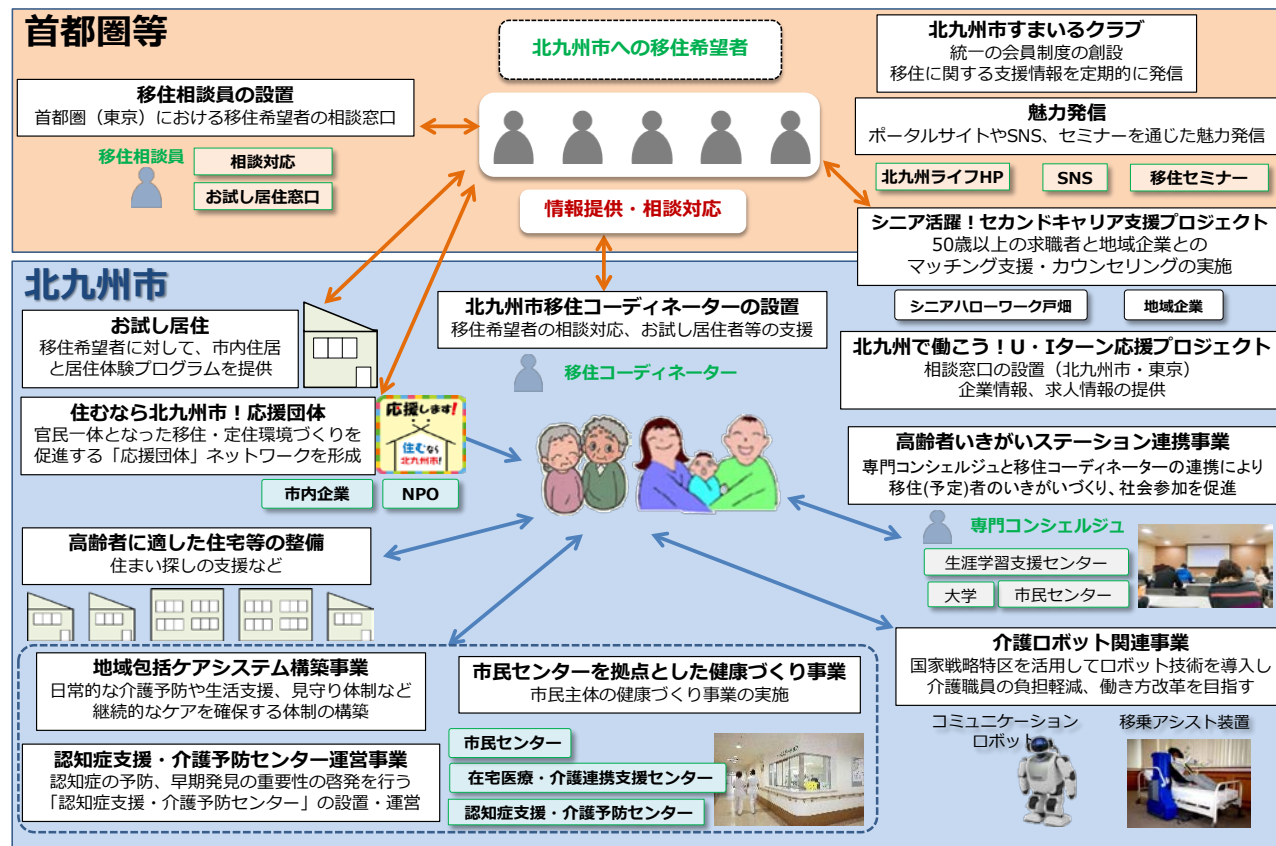 首都圏等
北九州市への移住希望者
北九州市すまいるクラブ
統一の会員制度の創設
移住に関する支援情報を定期的に発信
移住相談員の設置
首都圏（東京）における移住希望者の相談窓口
移住相談員
相談対応
お試し居住窓口
魅力発信
ポータルサイトやSNS、セミナーを通じた魅力発信
北九州ライフHP
SNS
移住セミナー
情報提供・相談対応
シニア活躍！セカンドキャリア支援プロジェクト
50歳以上の求職者と地域企業との
マッチング支援・カウンセリングの実施
シニアハローワーク戸畑
地域企業
北九州市
北九州市移住コーディネーターの設置
移住希望者の相談対応、お試し居住者等の支援
移住コーディネーター
お試し居住
移住希望者に対して、市内住居
と居住体験プログラムを提供
北九州で働こう！U・Iターン応援プロジェクト
相談窓口の設置（北九州市・東京）
企業情報、求人情報の提供
住むなら北九州市！応援団体
官民一体となった移住・定住環境づくりを
促進する「応援団体」ネットワークを形成
応援します!
住むなら
北九州市!
市内企業
NPO
高齢者いきがいステーション連携事業
専門コンシェルジュと移住コーディネーターの連携により
移住(予定)者のいきがいづくり、社会参加を促進
専門コンシェルジュ
生涯学習支援センター
大学
市民センター
高齢者に適した住宅等の整備
住まい探しの支援など
地域包括ケアシステム構築事業
日常的な介護予防や生活支援、見守り体制など
継続的なケアを確保する体制の構築
市民センターを拠点とした健康づくり事業
市民主体の健康づくり事業の実施
認知症支援・介護予防センター運営事業
認知症の予防、早期発見の重要性の啓発を行う
「認知症支援・介護予防センター」の設置・運営
市民センター
在宅医療・介護連携支援センター
認知症支援・介護予防センター
介護ロボット関連事業
国家戦略特区を活用してロボット技術を導入し
介護職員の負担軽減、働き方改革を目指す
コミュニケーション
ロボット
移乗アシスト装置